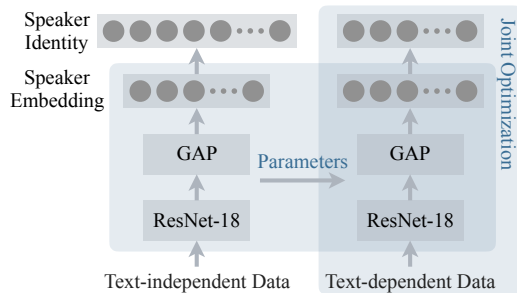 Speaker
Identity
Speaker
Embedding
GAP
Parameters
GAP
ResNet-18
ResNet-18
Text-independent Data
Text-dependent Data
Joint Optimization